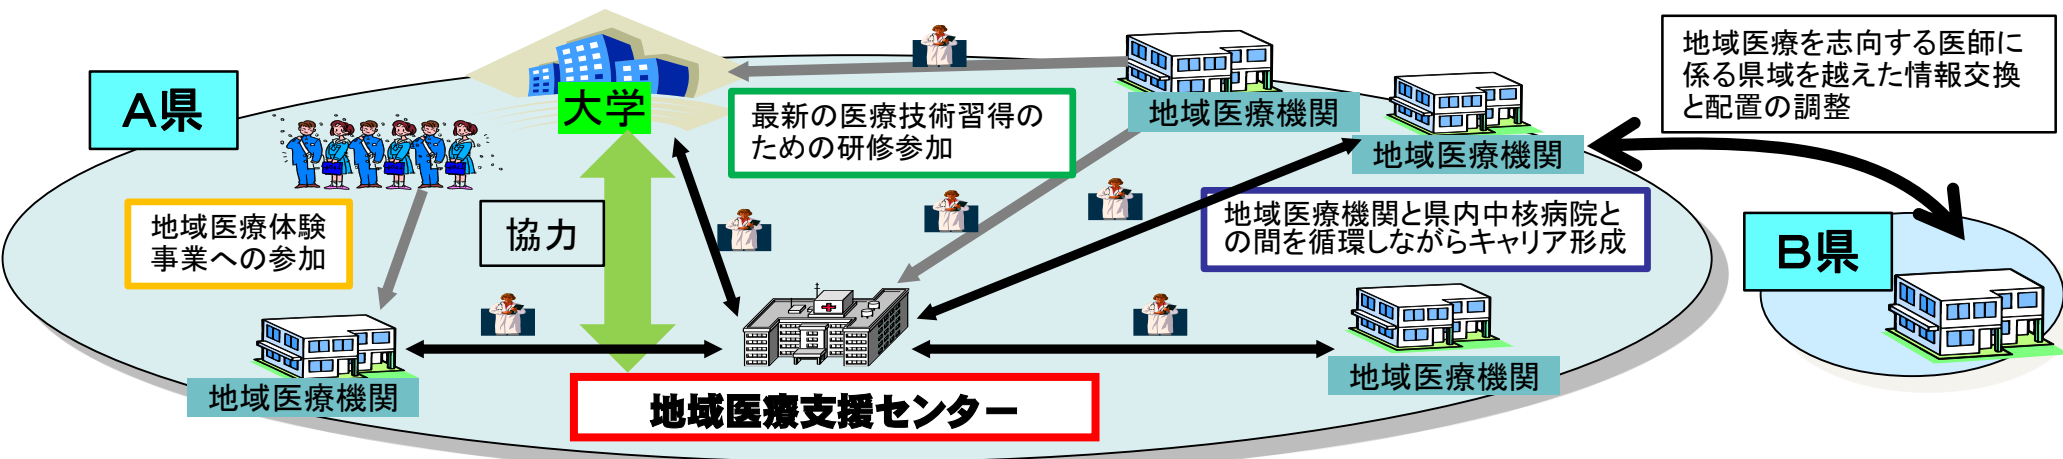 A県
大学
最新の医療技術習得の
ための研修参加
地域医療機関
地域医療機関
地域医療を志向する医師に
係る県域を越えた情報交換
と配置の調整
地域医療体験
事業への参加
協力
地域医療機関と県内中核病院と
の間を循環しながらキャリア形成
B県
地域医療機関
地域医療支援センター
地域医療機関